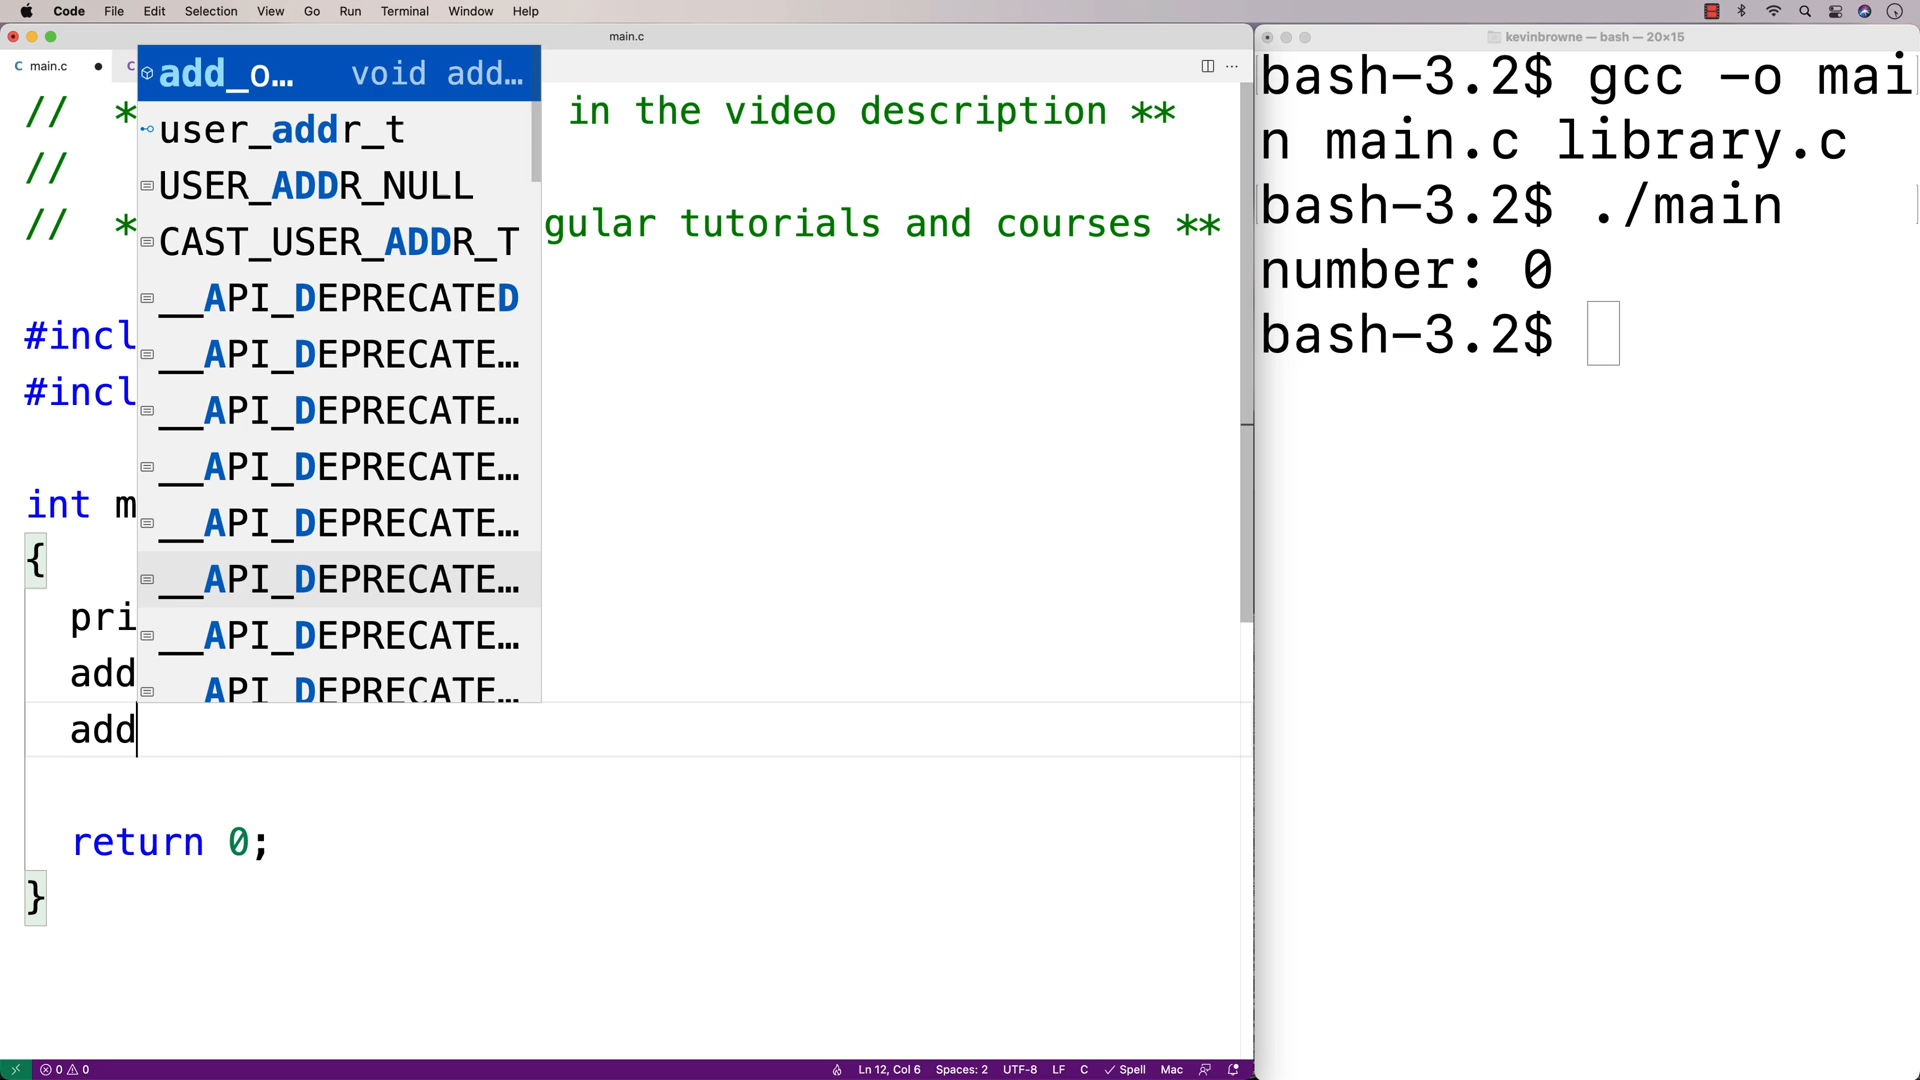 Code File Edit Selection View Go Run Terminal Window Help
main.c
kevinbrowne — bash — 20×15
C main.c
C
add_o… void add…
user_addr_t
USER_ADDR_NULL
CAST_USER_ADDR_T
__API_DEPRECATED
__API_DEPRECATE…
__API_DEPRECATE…
__API_DEPRECATE…
__API_DEPRECATE…
__API_DEPRECATE…
__API_DEPRECATE…
__API_DEPRECATE…
// * in the video description **
//
// * gular tutorials and courses **
#incl
#incl
int m
{
pri
add
add
return 0;
}
bash-3.2$ gcc -o mai
n main.c library.c
bash-3.2$ ./main
number: 0
bash-3.2$
0 0 Ln 12, Col 6 Spaces: 2 UTF-8 LF C Spell Mac